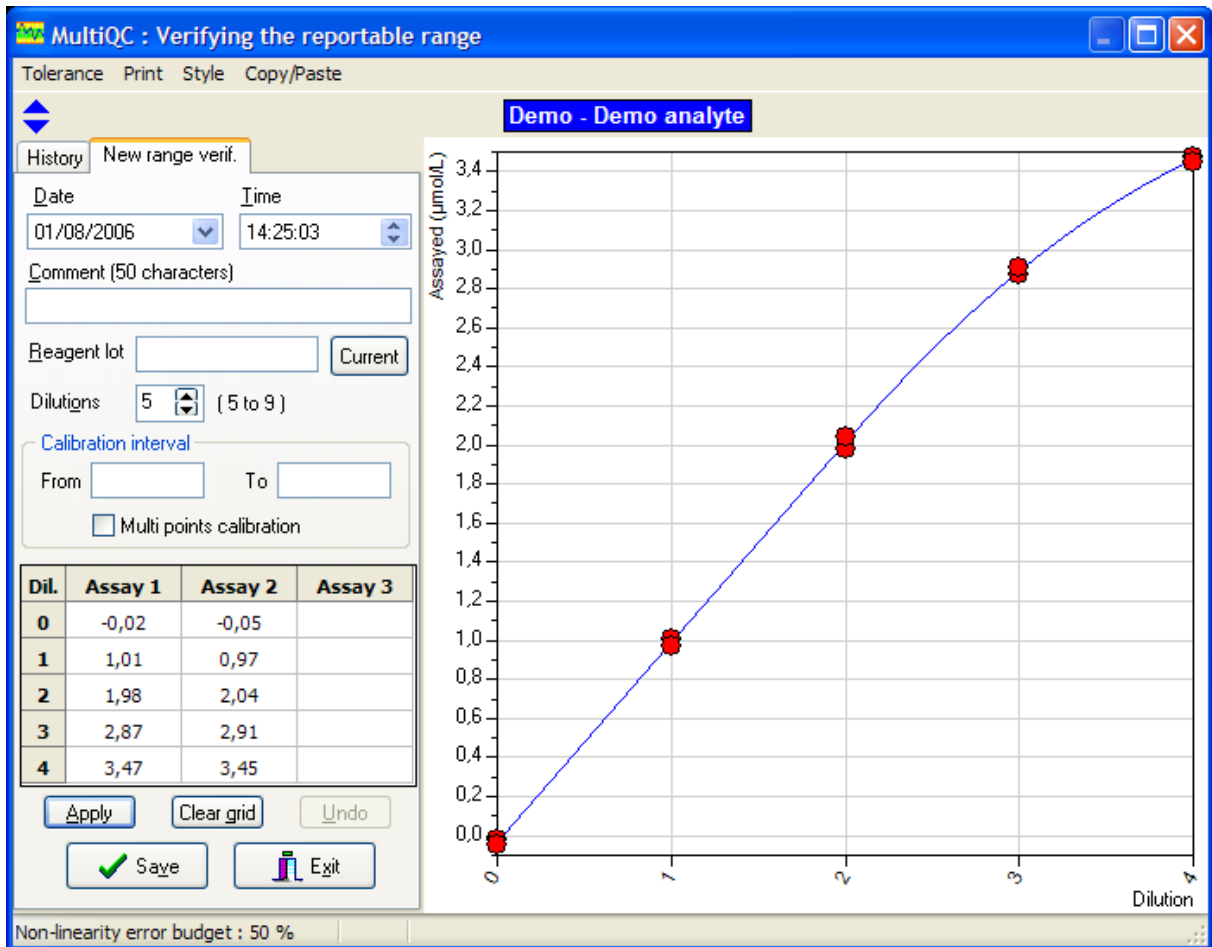 MultiQC : Verifying the reportable range
Tolerance Print Style Copy/Paste
Demo - Demo analyte
History New range verif.
Date Time
01/08/2006 14:25:03
Comment (50 characters)
Reagent lot Current
Dilutions 5 ( 5 to 9 )
Calibration interval
From To
Multi points calibration
Dil. Assay 1 Assay 2 Assay 3
0 -0,02 -0,05
1 1,01 0,97
2 1,98 2,04
3 2,87 2,91
4 3,47 3,45
Apply Clear grid Undo
Save Exit
Assayed (µmol/L)
3,4
3,2
3,0
2,8
2,6
2,4
2,2
2,0
1,8
1,6
1,4
1,2
1,0
0,8
0,6
0,4
0,2
0,0
0 1 2 3 4
Dilution
Non-linearity error budget : 50 %